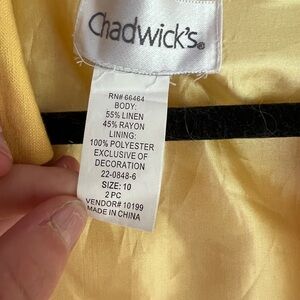 Chadwick's®
RN# 66464
BODY:
55% LINEN
45% RAYON
LINING:
100% POLYESTER
EXCLUSIVE OF
DECORATION
22-0848-6
SIZE: 10
2 PC
VENDOR# 10199
MADE IN CHINA